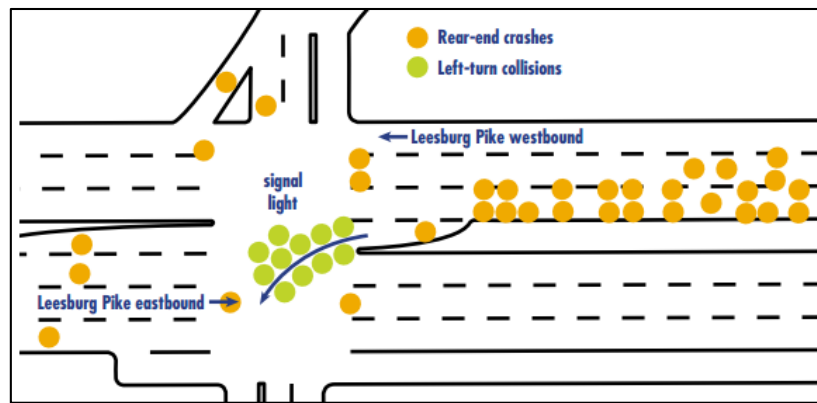 Rear-end crashes
Left-turn collisions
Leesburg Pike westbound
signal
light
Leesburg Pike eastbound